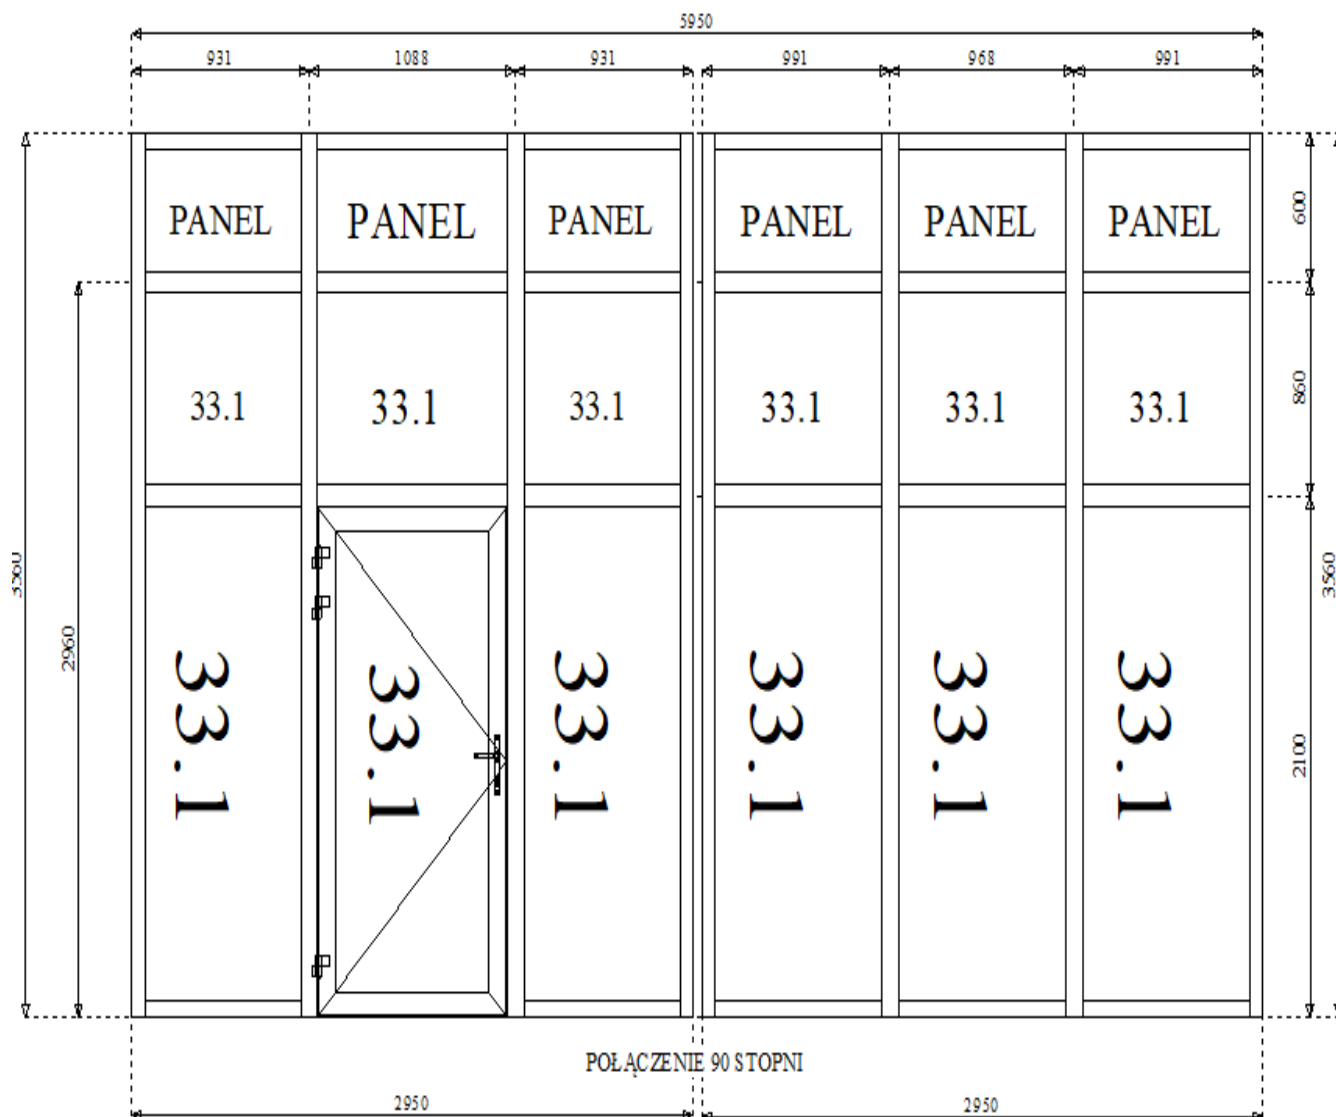 5950
931 1088 931 991 968 991
PANEL PANEL PANEL PANEL PANEL PANEL
600
33.1 33.1 33.1 33.1 33.1 33.1
860
3560 2960 33.1 33.1 33.1 33.1 33.1 33.1 2100 3560
POŁĄCZENIE 90 STOPNI
2950 2950